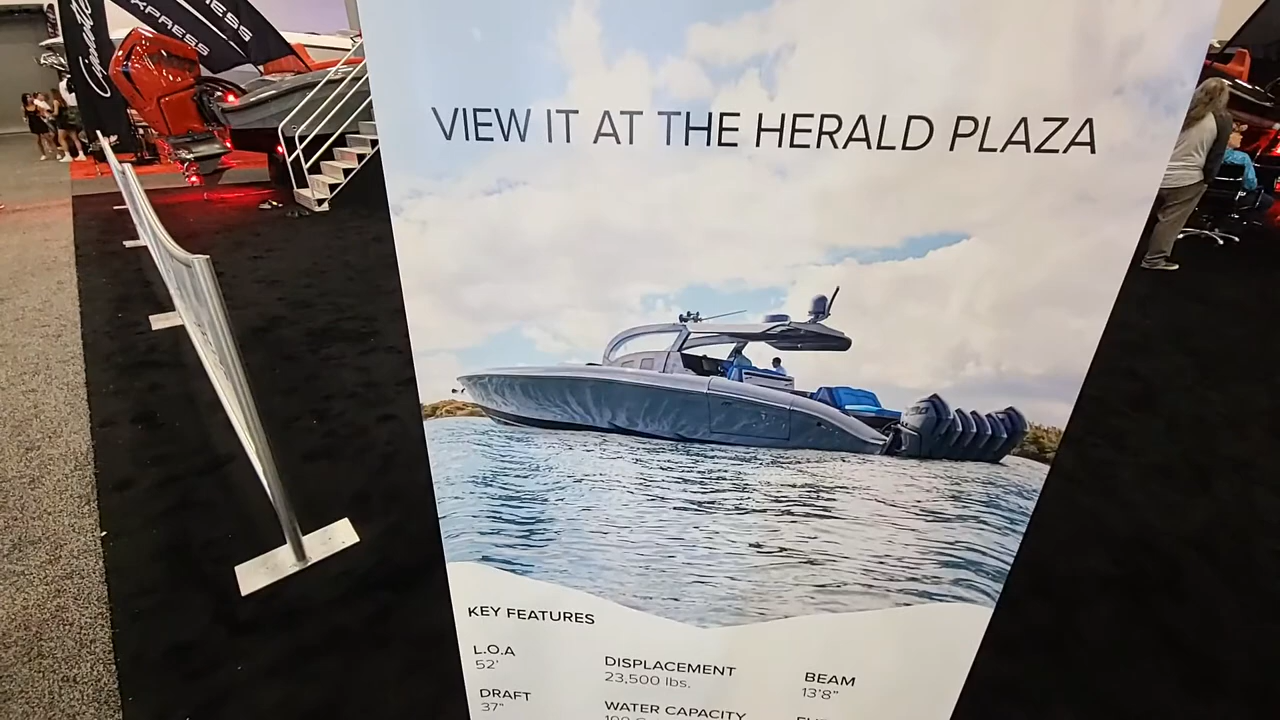 XPRESS
XPRESS
VIEW IT AT THE HERALD PLAZA
KEY FEATURES
L.O.A
52'
DISPLACEMENT
23,500 lbs.
BEAM
13'8"
DRAFT
37"
WATER CAPACITY